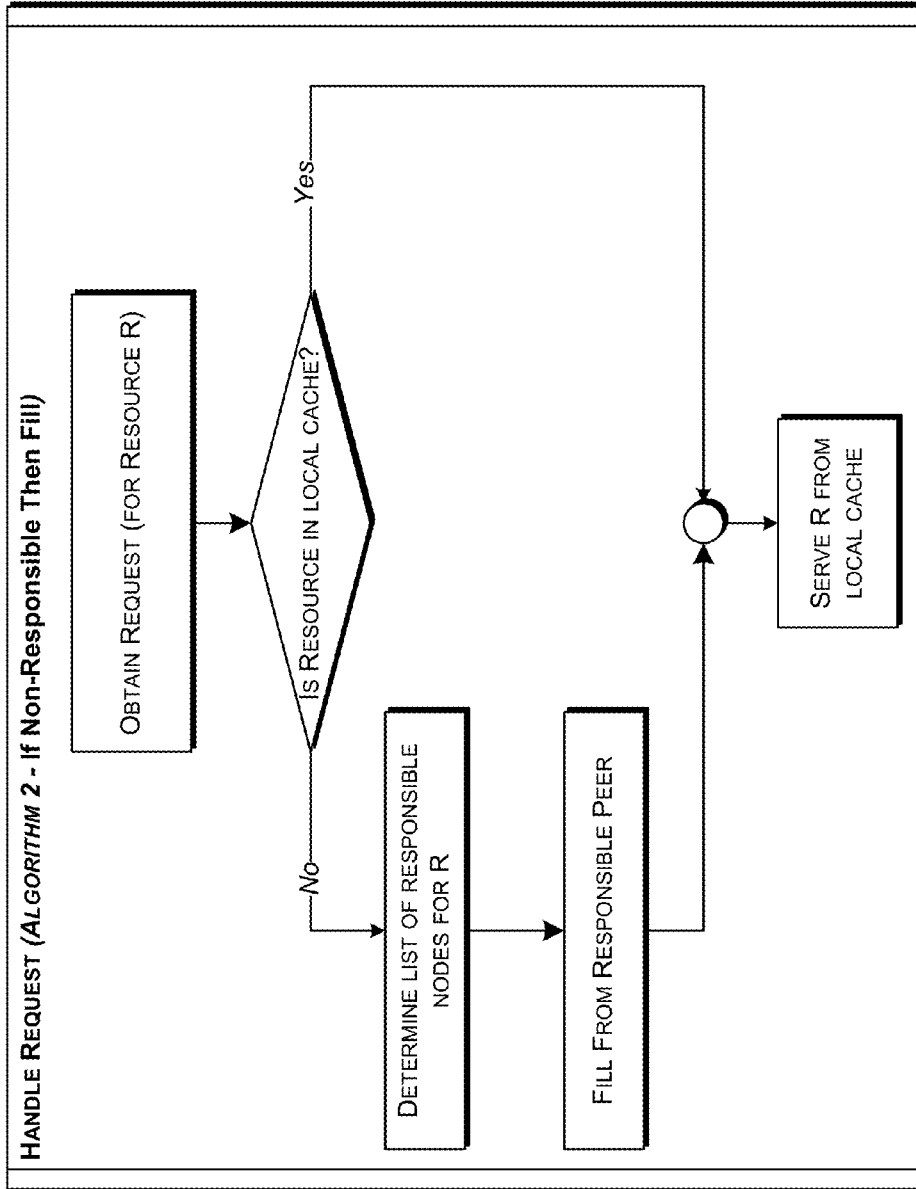 HANDLE REQUEST (ALGORITHM 2 - If Non-Responsible Then Fill)
OBTAIN REQUEST (FOR RESOURCE R)
IS RESOURCE IN LOCAL CACHE?
No
Yes
DETERMINE LIST OF RESPONSIBLE
NODES FOR R
FILL FROM RESPONSIBLE PEER
SERVE R FROM
LOCAL CACHE